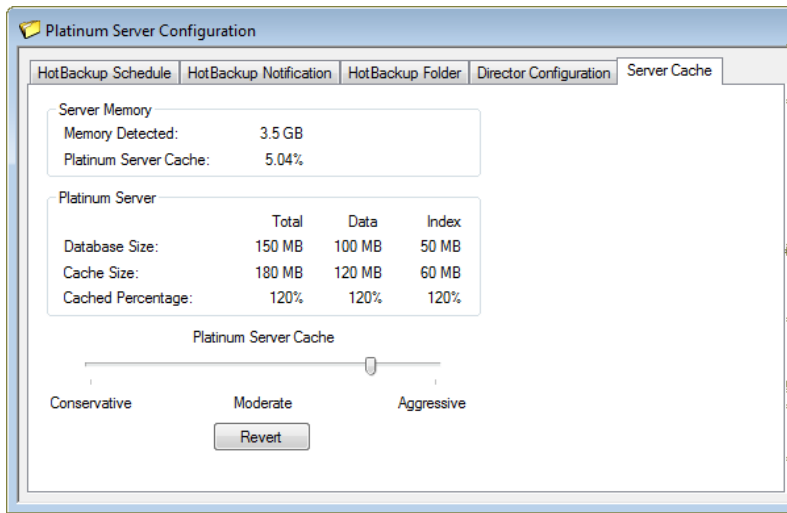 Platinum Server Configuration
HotBackup Schedule HotBackup Notification HotBackup Folder Director Configuration Server Cache
Server Memory
Memory Detected: 3.5 GB
Platinum Server Cache: 5.04%
Platinum Server
Total Data Index
Database Size: 150 MB 100 MB 50 MB
Cache Size: 180 MB 120 MB 60 MB
Cached Percentage: 120% 120% 120%
Platinum Server Cache
Conservative Moderate Aggressive
Revert